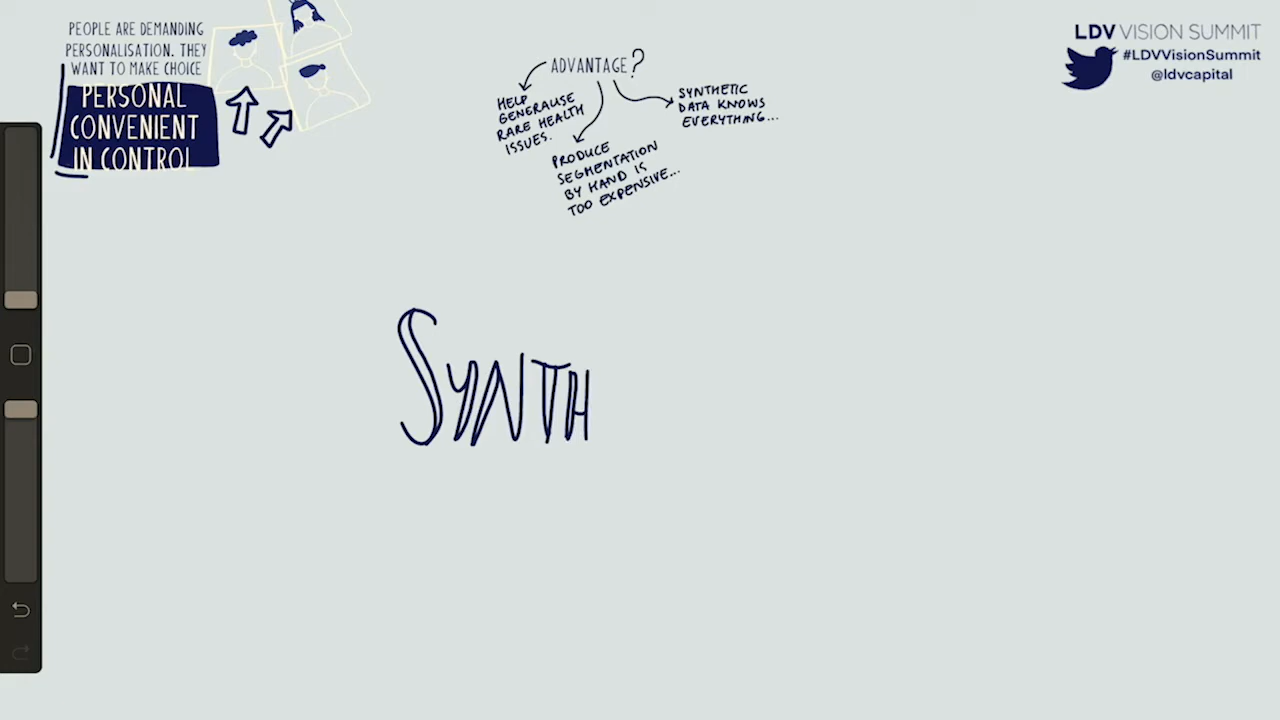 PEOPLE ARE DEMANDING
PERSONALISATION. THEY
WANT TO MAKE CHOICE
PERSONAL
CONVENIENT
IN CONTROL
ADVANTAGE?
HELP
GENERAUSE
RARE HEALTH
ISSUES.
PRODUCE
SEGMENTATION
BY HAND IS
TOO EXPENSIVE...
SYNTHETIC
DATA KNOWS
EVERYTHING...
LDV VISION SUMMIT
#LDVVisionSummit
@ldvcapital
SYNTH